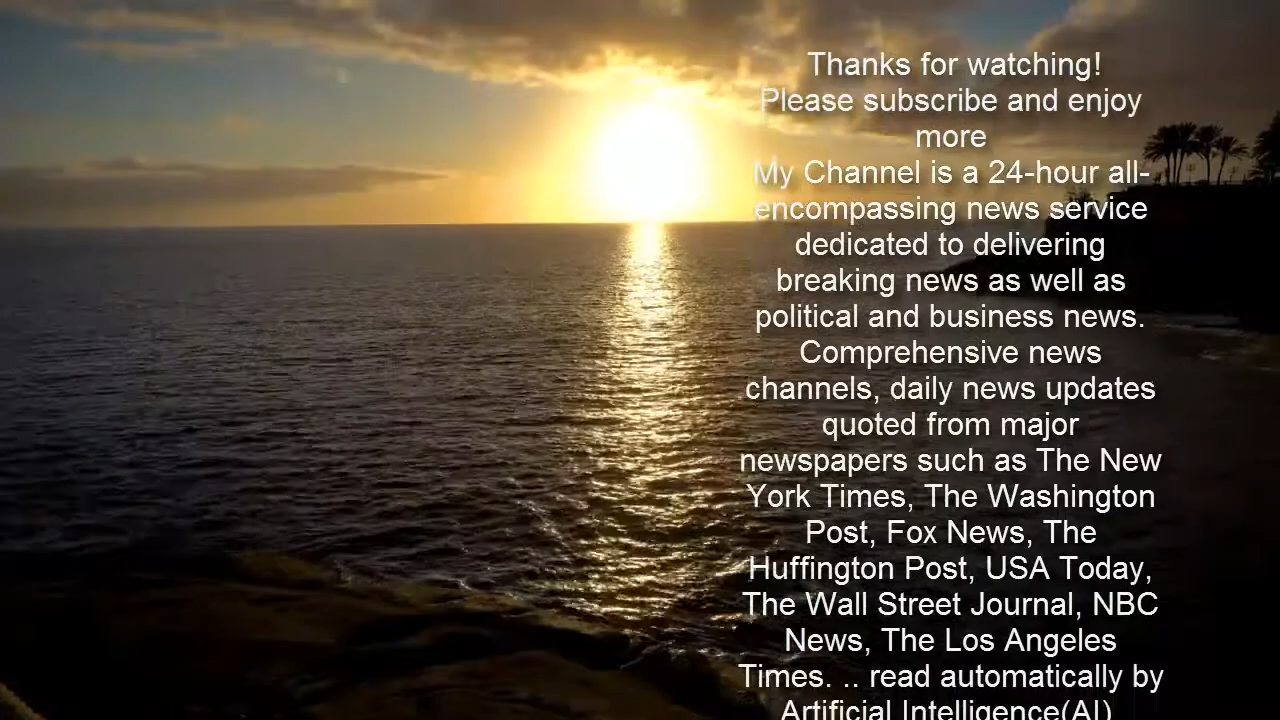 Thanks for watching!
Please subscribe and enjoy
more
My Channel is a 24-hour all-
encompassing news service
dedicated to delivering
breaking news as well as
political and business news.
Comprehensive news
channels, daily news updates
quoted from major
newspapers such as The New
York Times, The Washington
Post, Fox News, The
Huffington Post, USA Today,
The Wall Street Journal, NBC
News, The Los Angeles
Times. .. read automatically by
Artificial Intelligence(AI)